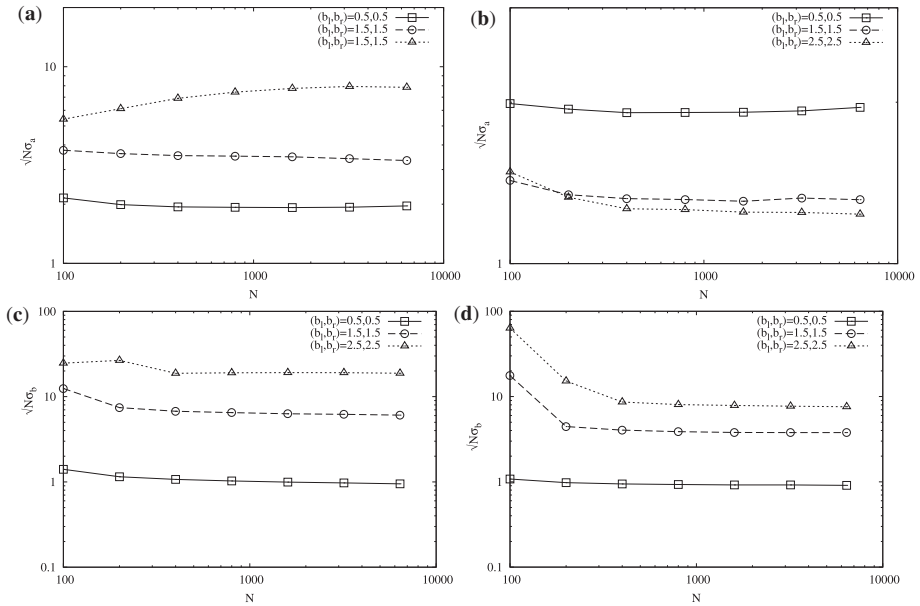 (a)
(b_l,b_r)=0.5,0.5
(b_l,b_r)=1.5,1.5
(b_l,b_r)=1.5,1.5
10
1
√Nσ_a
100
1000
10000
N
(b)
(b_l,b_r)=0.5,0.5
(b_l,b_r)=1.5,1.5
(b_l,b_r)=2.5,2.5
1
√Nσ_a
100
1000
10000
N
(c)
(b_l,b_r)=0.5,0.5
(b_l,b_r)=1.5,1.5
(b_l,b_r)=2.5,2.5
100
10
1
0.1
√Nσ_b
100
1000
10000
N
(d)
(b_l,b_r)=0.5,0.5
(b_l,b_r)=1.5,1.5
(b_l,b_r)=2.5,2.5
100
10
1
0.1
√Nσ_b
100
1000
10000
N